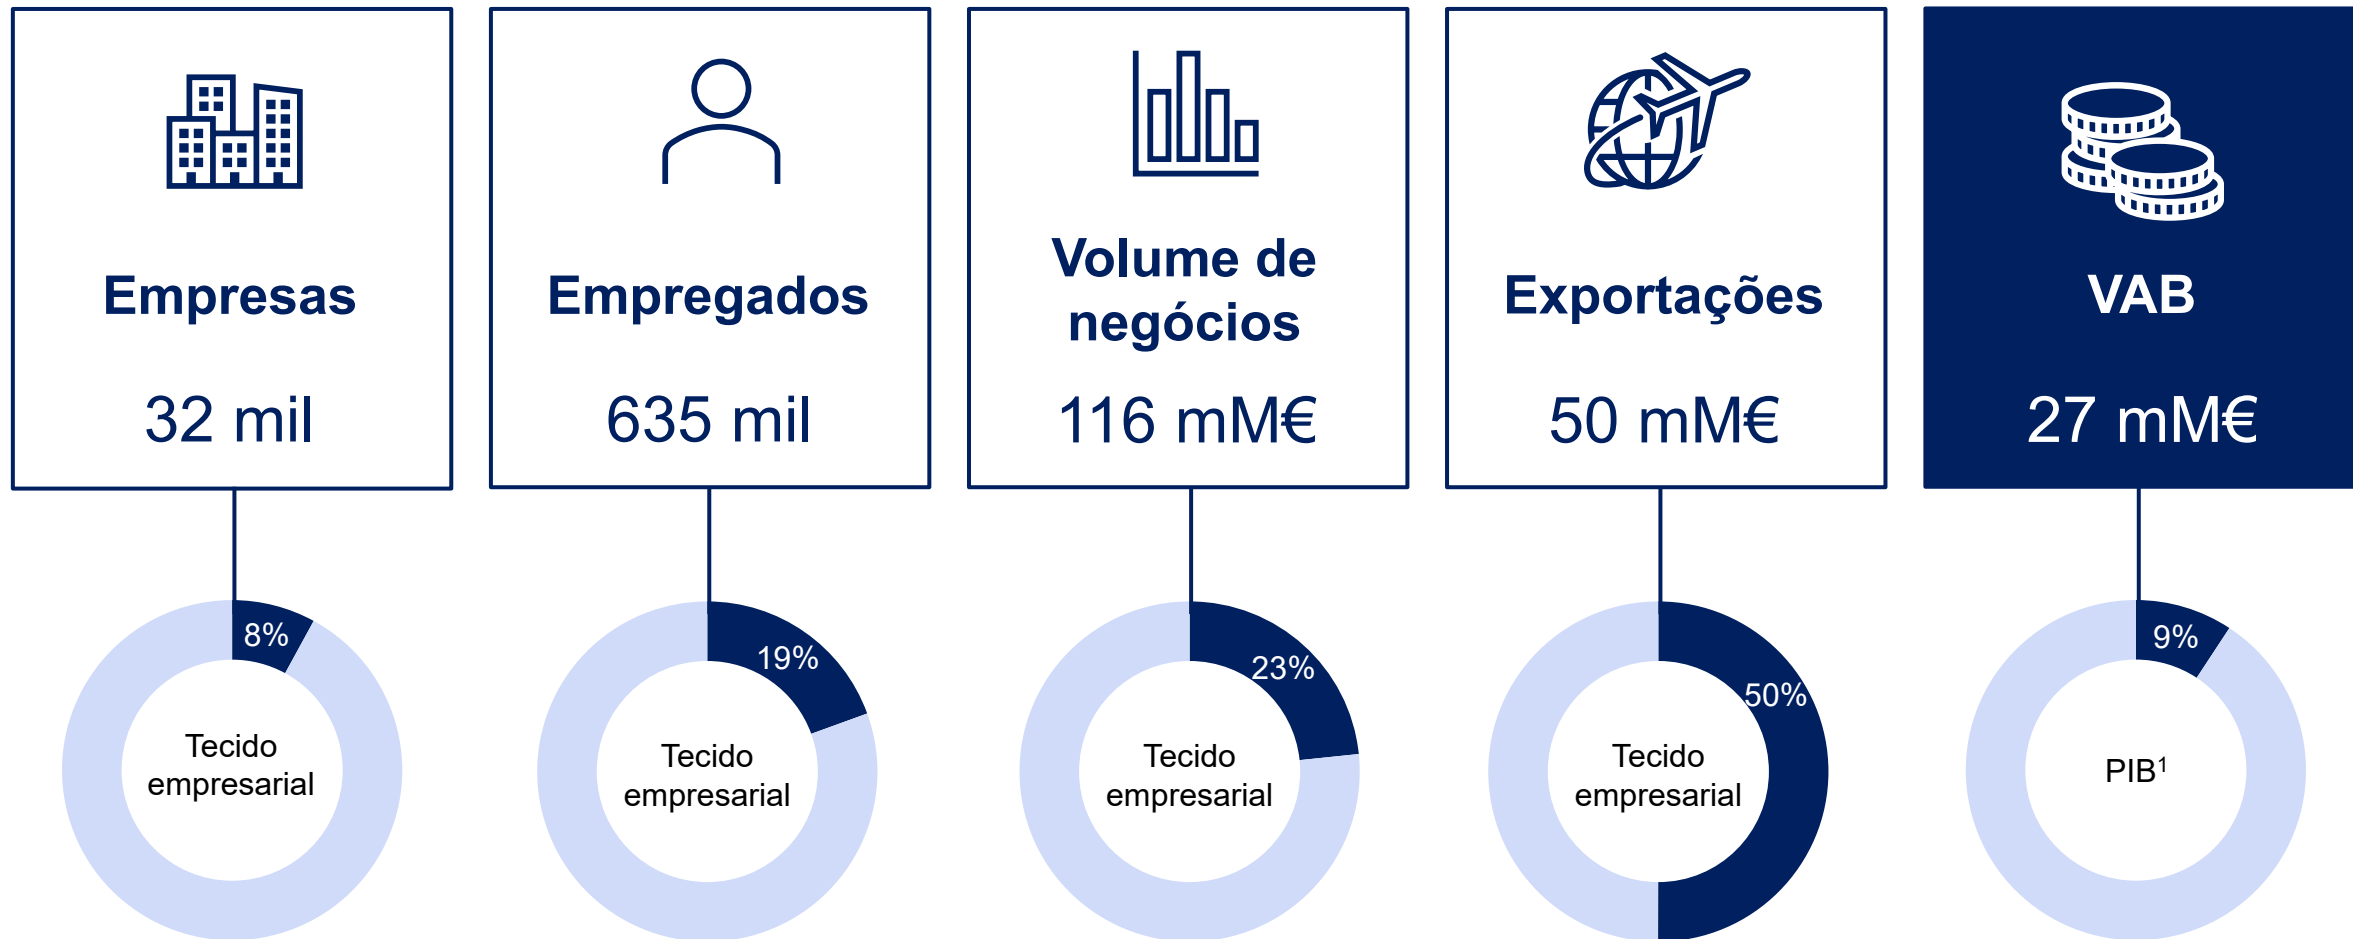 Empresas
32 mil
Empregados
635 mil
Volume de
negócios
116 mM€
Exportações
50 mM€
VAB
27 mM€
8%
Tecido
empresarial
19%
Tecido
empresarial
23%
Tecido
empresarial
50%
Tecido
empresarial
9%
PIB¹